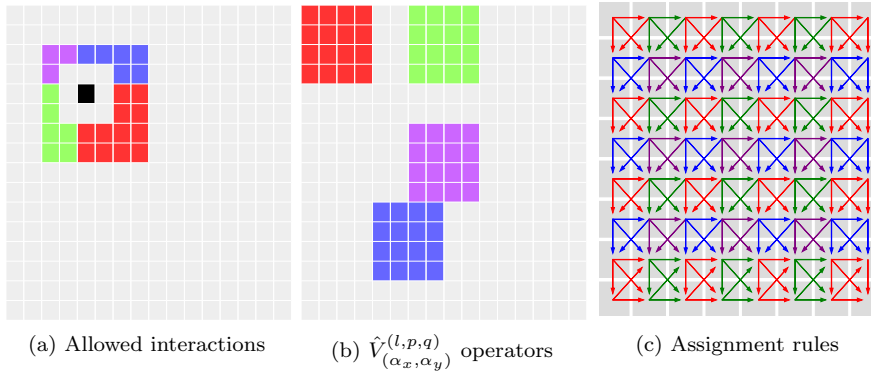 (a) Allowed interactions
(b) $\hat{V}^{(l,p,q)}_{(\alpha_x,\alpha_y)}$ operators
(c) Assignment rules